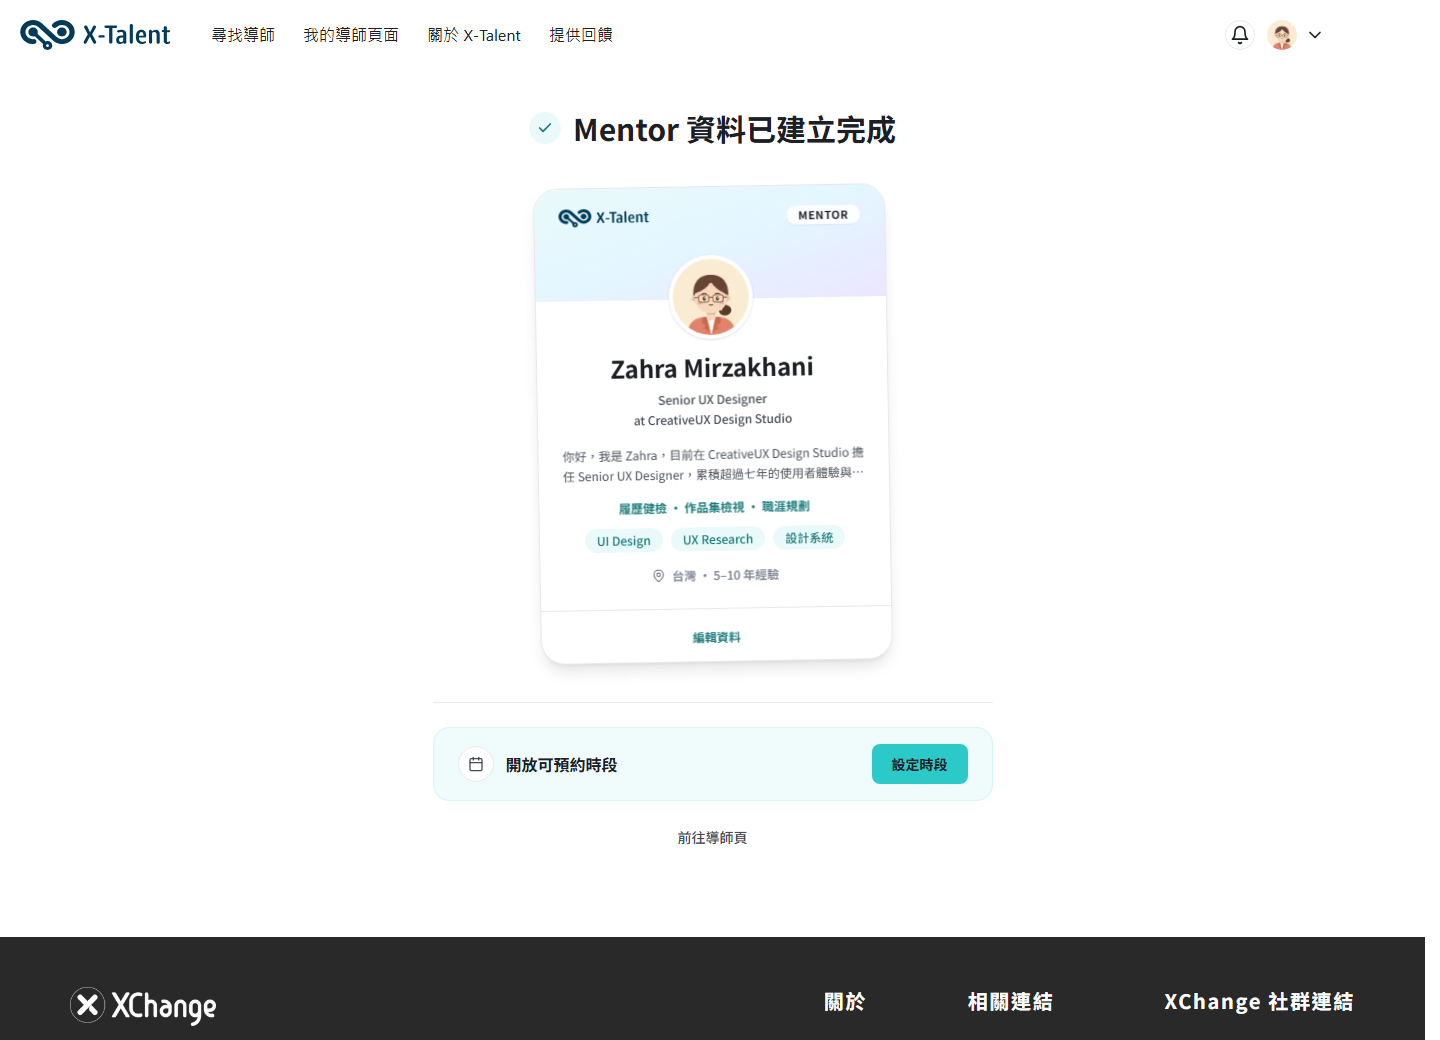 X-Talent
尋找導師
我的導師頁面
關於 X-Talent
提供回饋
Mentor 資料已建立完成
X-Talent
MENTOR
Zahra Mirzakhani
Senior UX Designer
at CreativeUX Design Studio
你好，我是 Zahra，目前在 CreativeUX Design Studio 擔
任 Senior UX Designer，累積超過七年的使用者體驗與…
履歷健檢 • 作品集檢視 • 職涯規劃
UI Design
UX Research
設計系統
台灣 • 5–10 年經驗
編輯資料
開放可預約時段
設定時段
前往導師頁
XChange
關於
相關連結
XChange 社群連結